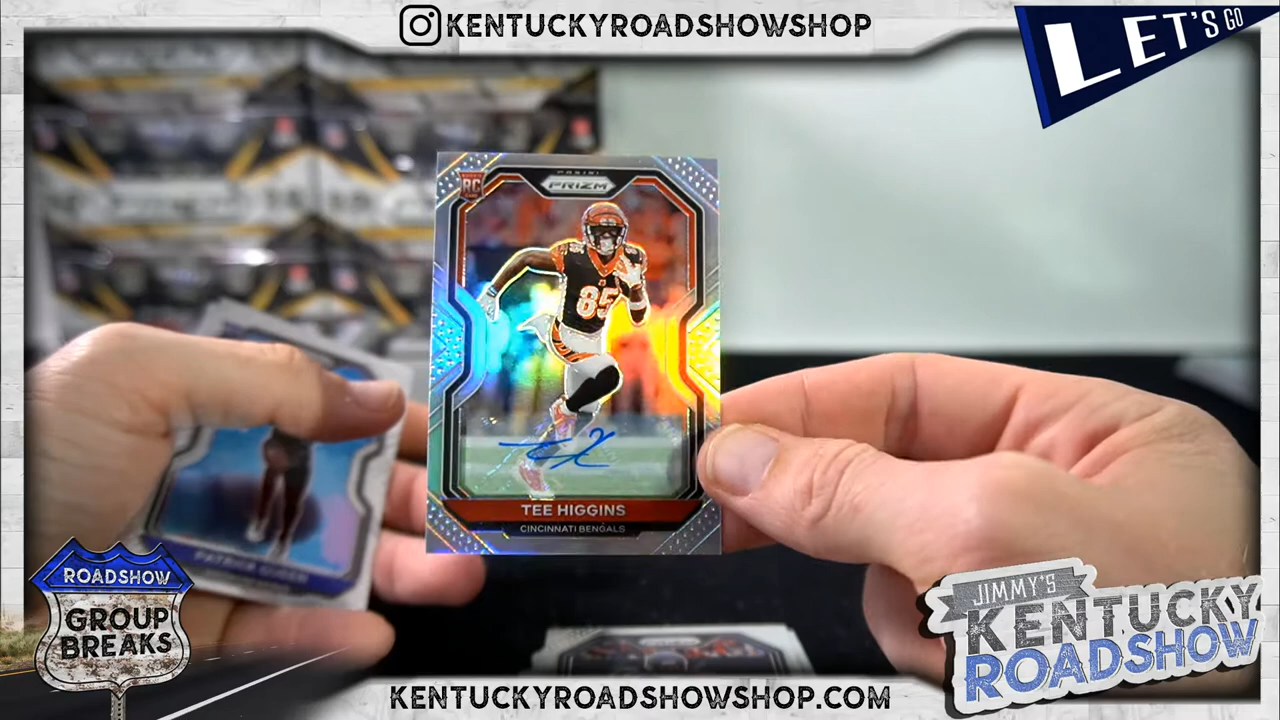 KENTUCKYROADSHOWSHOP
LET'S GO
PANINI
PRIZM
RC
85
TEE HIGGINS
CINCINNATI BENGALS
ROADSHOW
GROUP
BREAKS
JIMMY'S
KENTUCKY
ROADSHOW
KENTUCKYROADSHOWSHOP.COM